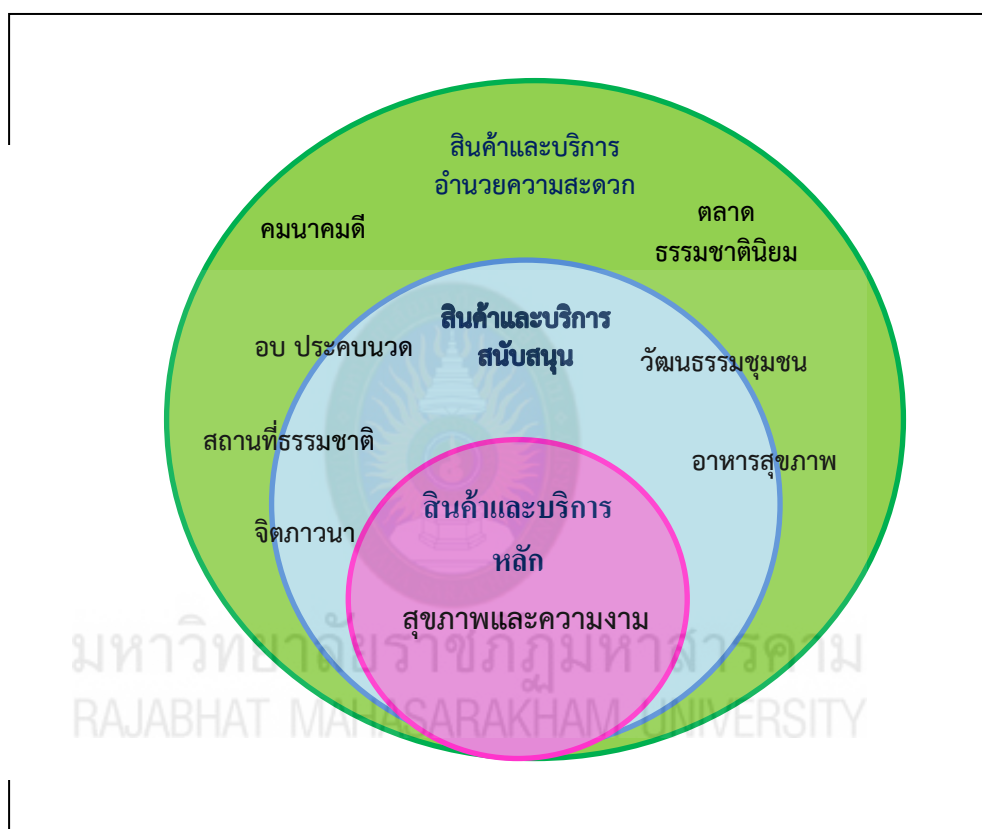 สินค้าและบริการ
อำนวยความสะดวก
คมนาคมดี
ตลาด
ธรรมชาตินิยม
สินค้าและบริการ
สนับสนุน
อบ ประคบนวด
วัฒนธรรมชุมชน
สถานที่ธรรมชาติ
อาหารสุขภาพ
สินค้าและบริการ
หลัก
จิตภาวนา
สุขภาพและความงาม
มหาวิทยาลัยราชภัฏมหาสารคาม
RAJABHAT MAHASARAKHAM UNIVERSITY